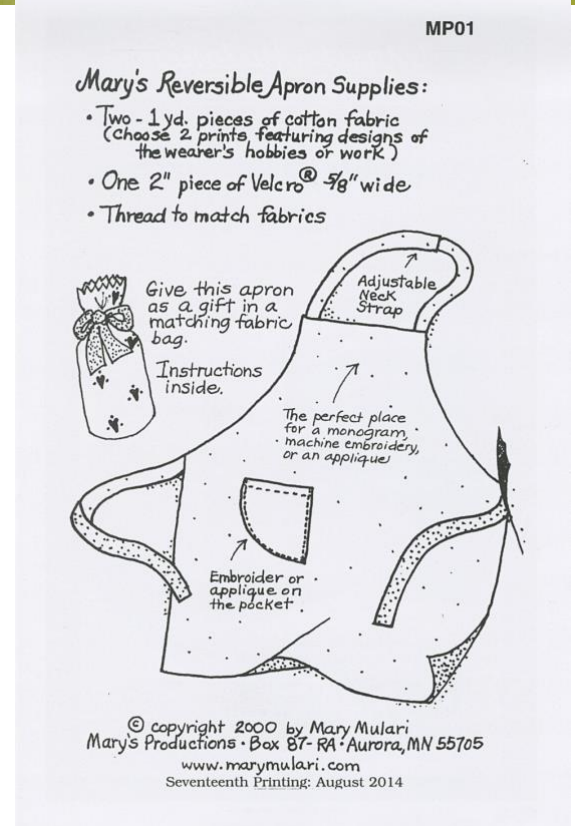 MP01
Mary's Reversible Apron Supplies:
• Two - 1 yd. pieces of cotton fabric
(choose 2 prints featuring designs of
the wearer's hobbies or work)
• One 2" piece of Velcro® 5/8" wide
• Thread to match fabrics
Give this apron
as a gift in a
matching fabric
bag.
Instructions
inside.
Adjustable
Neck
Strap
The perfect place
for a monogram,
machine embroidery,
or an applique
Embroider or
applique on
the pocket.
© copyright 2000 by Mary Mulari
Mary's Productions • Box 87-RA • Aurora, MN 55705
www.marymulari.com
Seventeenth Printing: August 2014